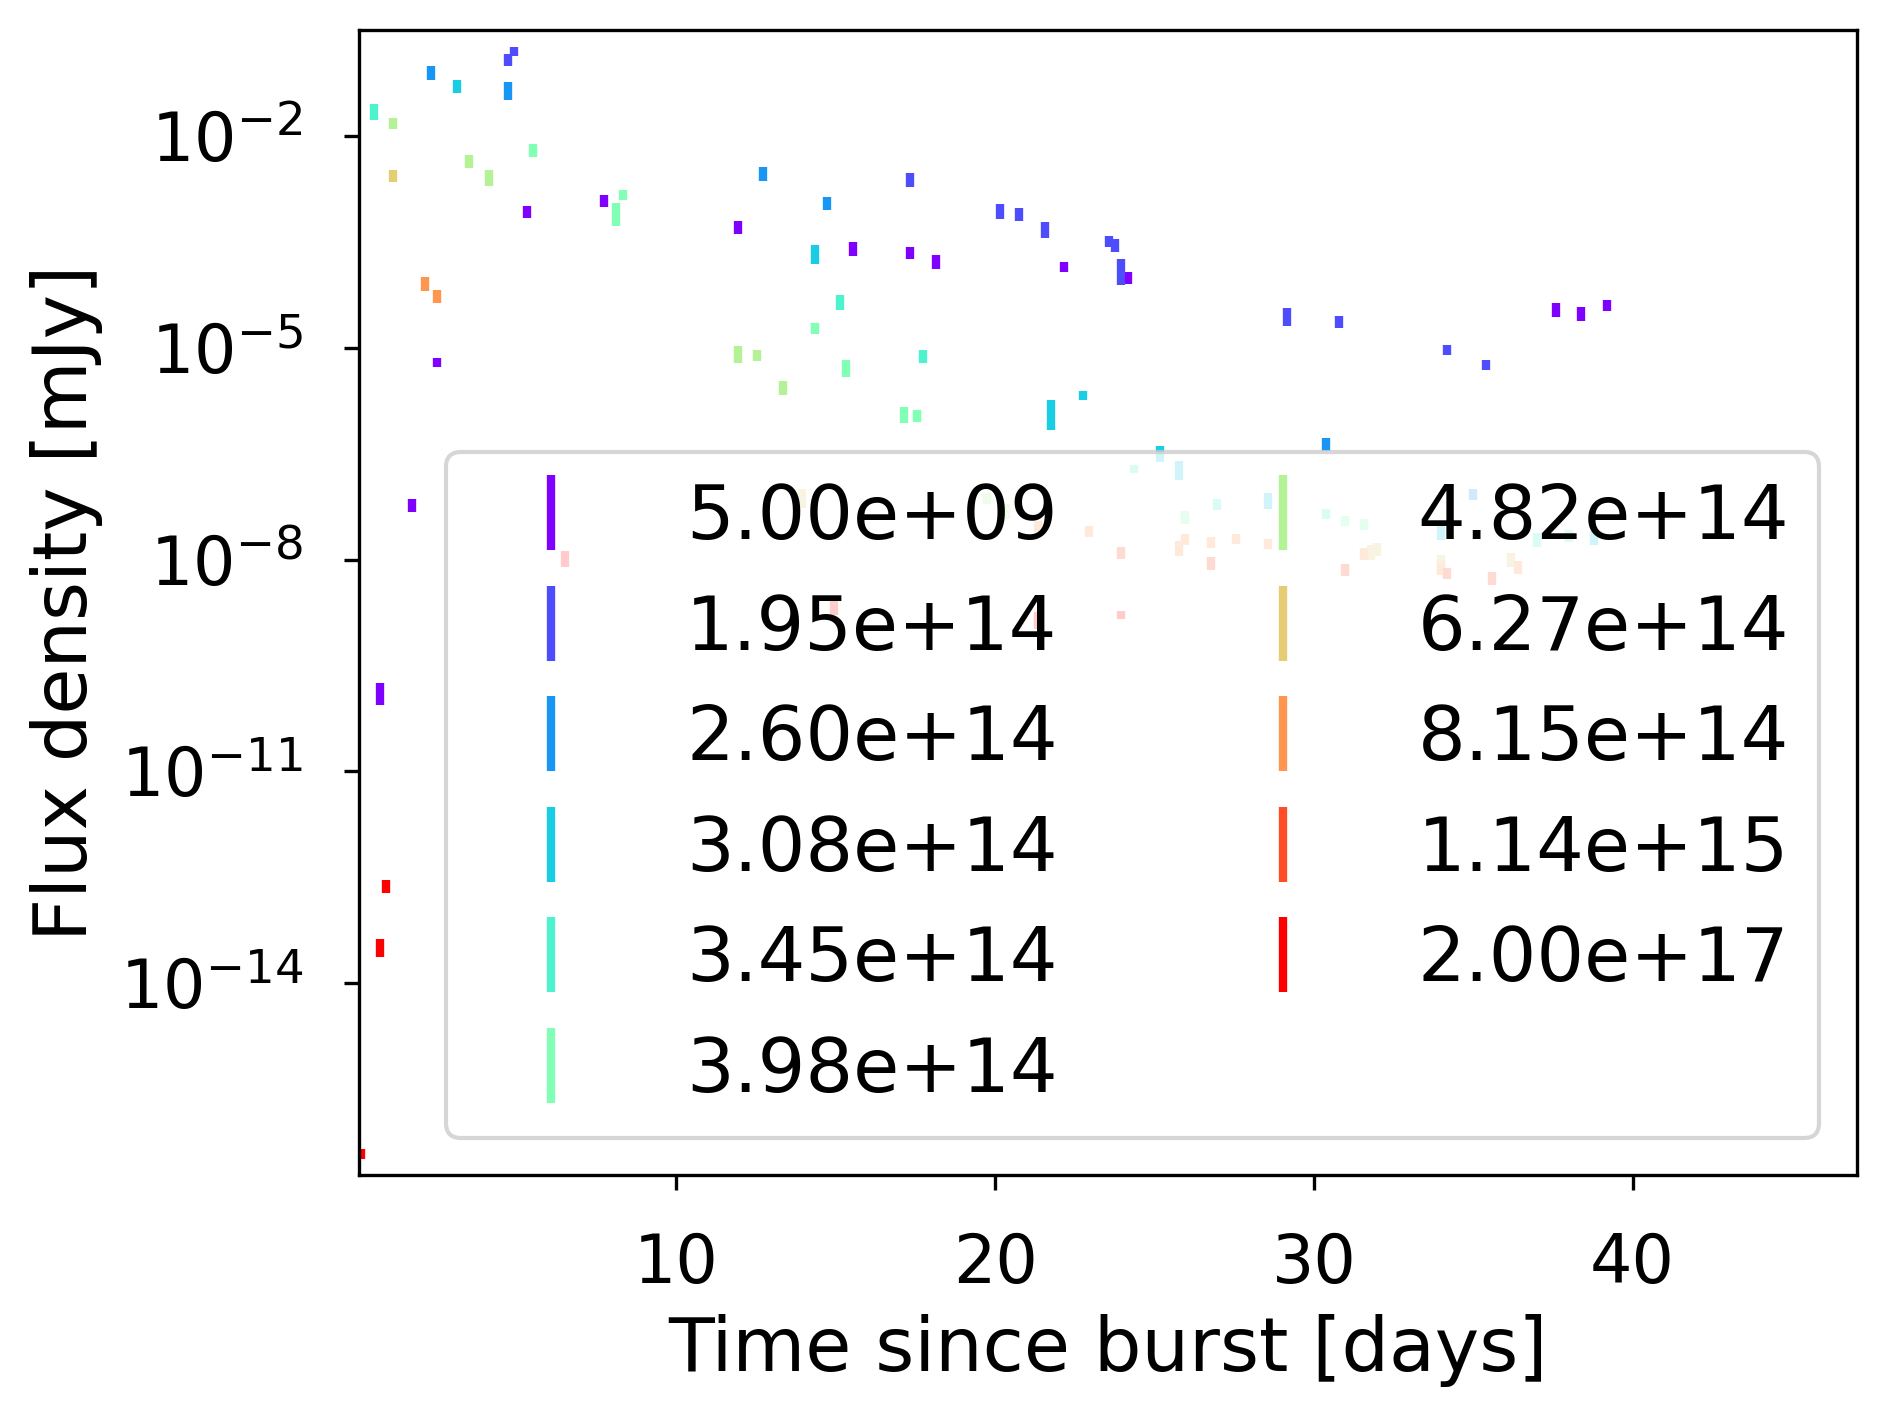 Flux density [mJy]
10⁻²
10⁻⁵
10⁻⁸
10⁻¹¹
10⁻¹⁴
5.00e+09
1.95e+14
2.60e+14
3.08e+14
3.45e+14
3.98e+14
4.82e+14
6.27e+14
8.15e+14
1.14e+15
2.00e+17
10 20 30 40
Time since burst [days]